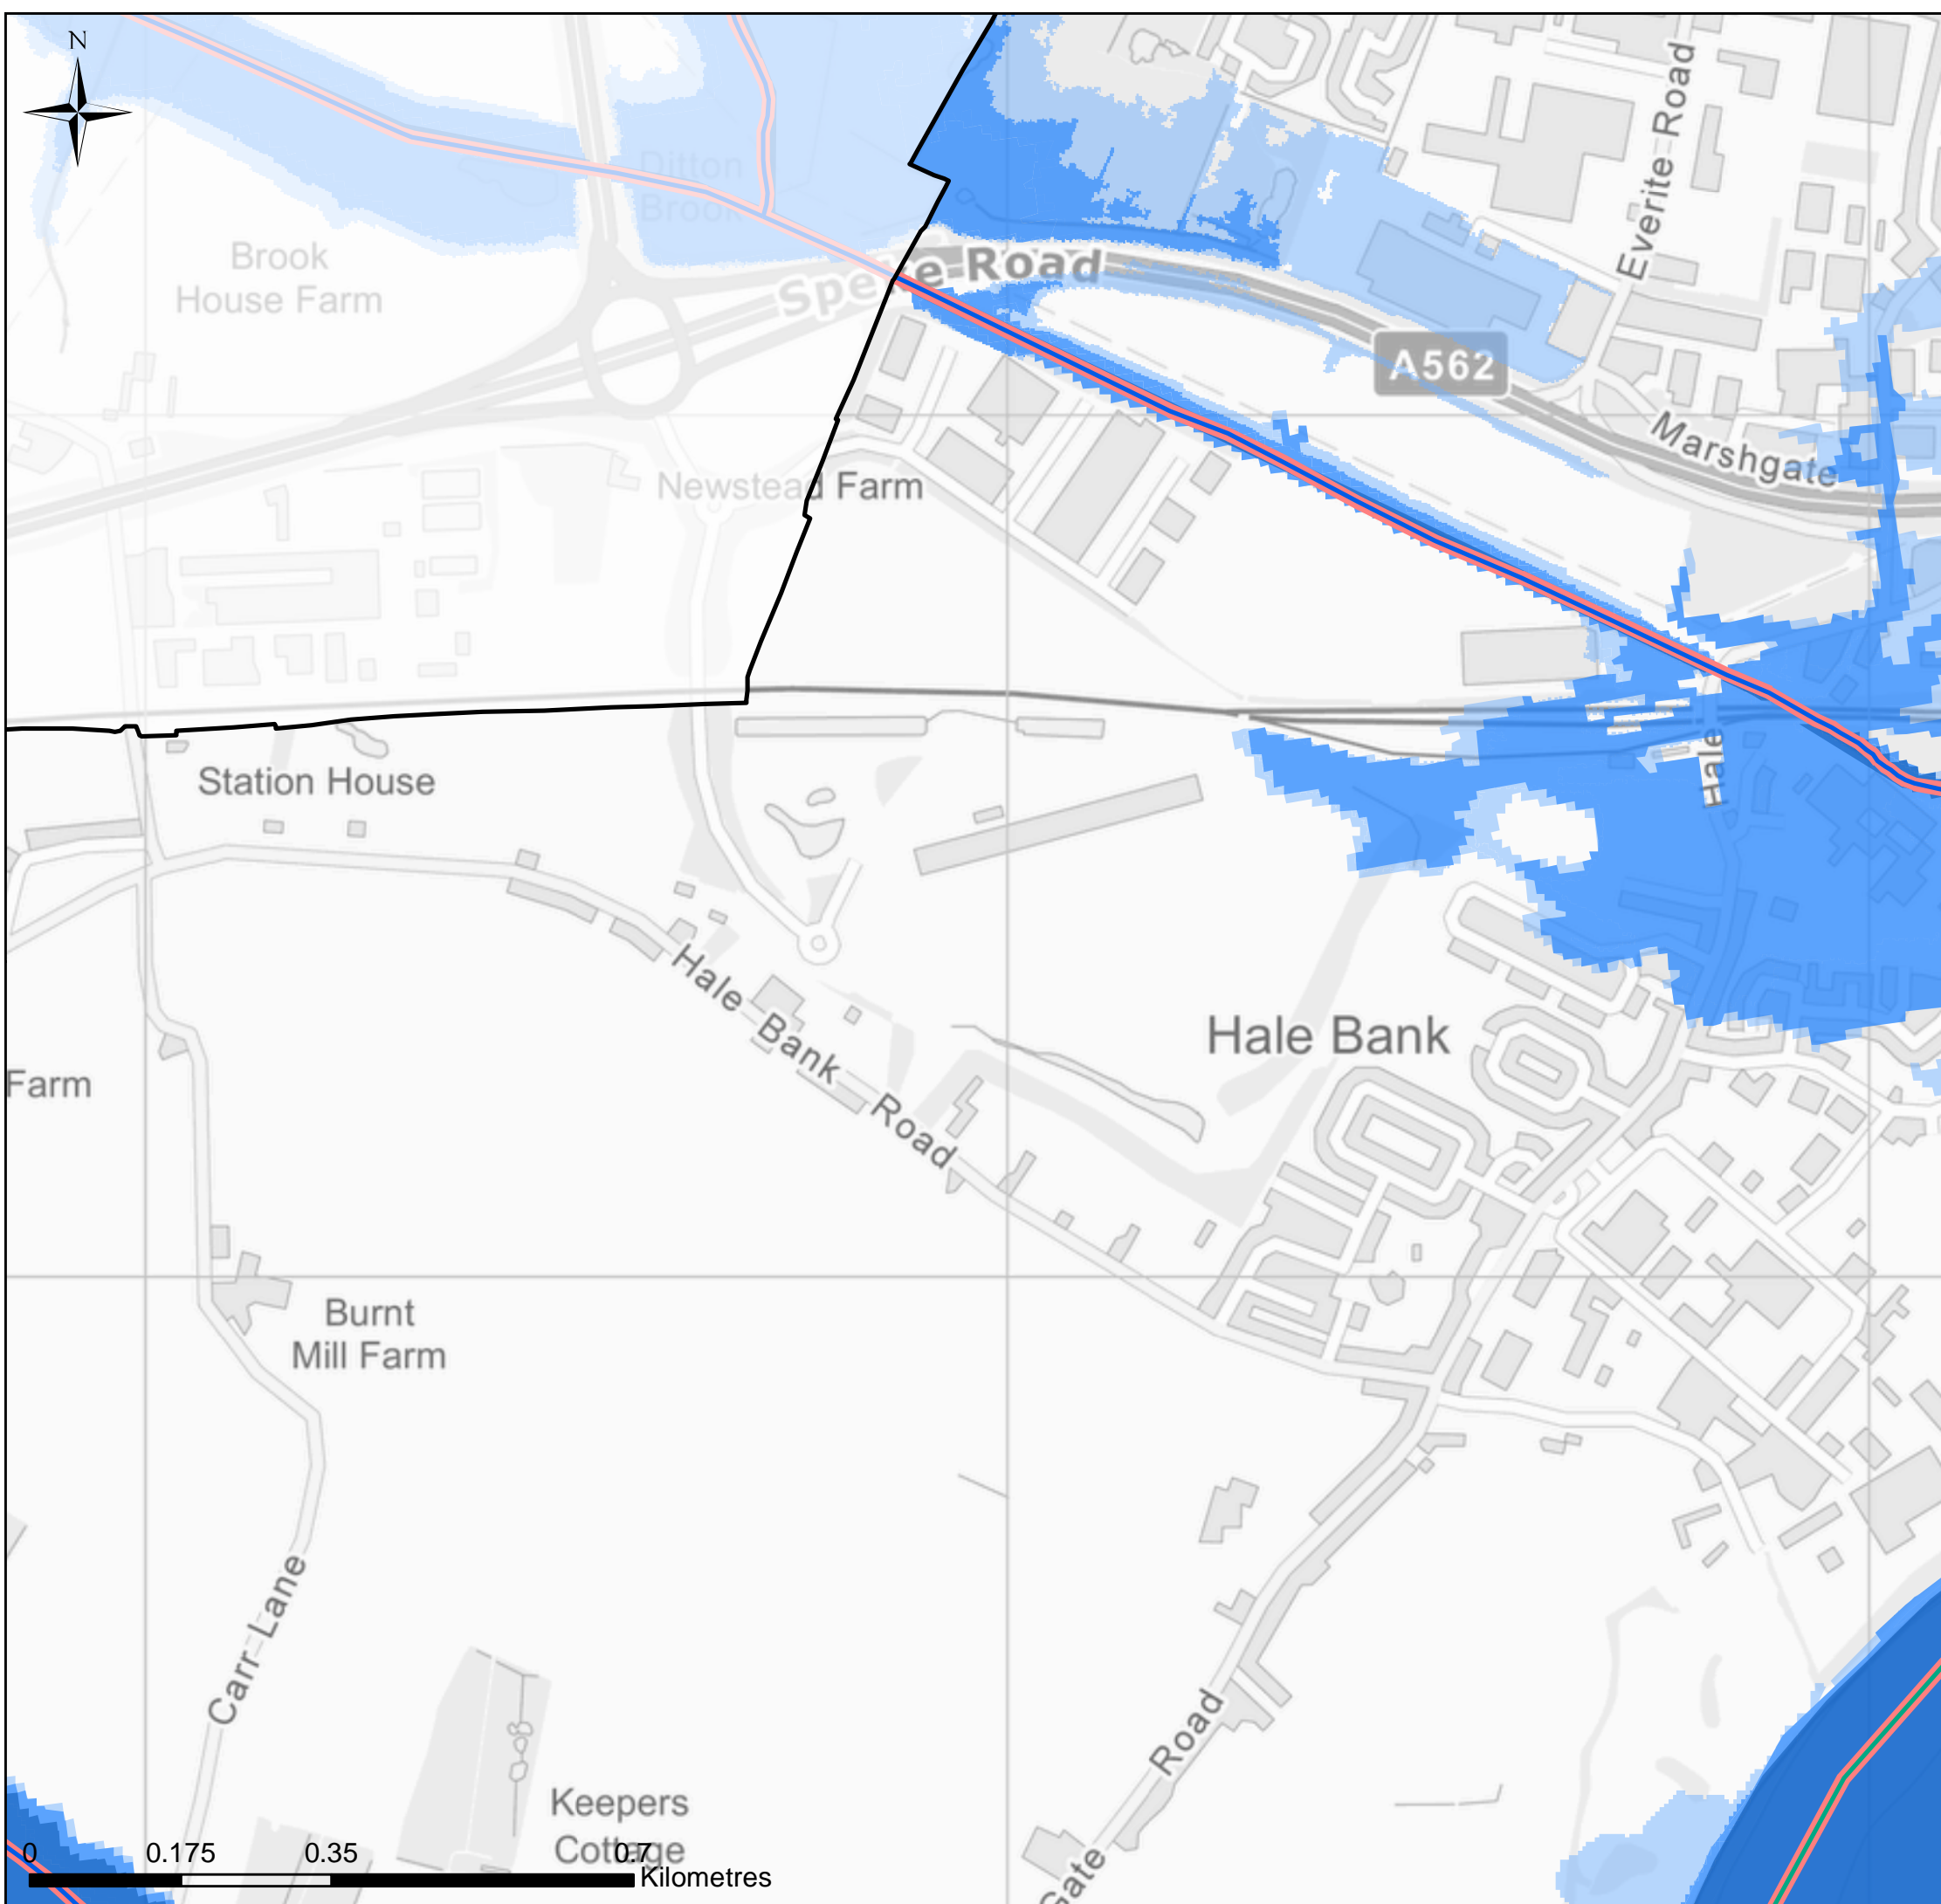 N
Ditton
Brook
Everite Road
Brook
House Farm
Speke Road
A562
Marshgate
Newstead Farm
Hale
Station House
Hale Bank Road
Hale Bank
Farm
Burnt
Mill Farm
Carr Lane
Road
Gate
Keepers
Cottage
0 0.175 0.35 0.7
Kilometres